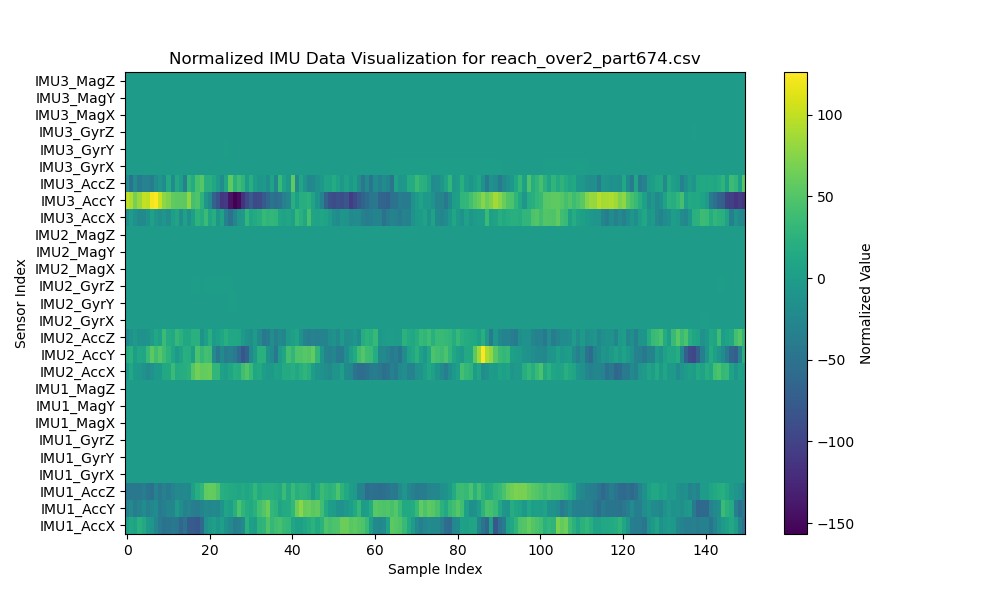 Normalized IMU Data Visualization for reach_over2_part674.csv
IMU3_MagZ
IMU3_MagY
IMU3_MagX
IMU3_GyrZ
IMU3_GyrY
IMU3_GyrX
IMU3_AccZ
IMU3_AccY
IMU3_AccX
IMU2_MagZ
IMU2_MagY
IMU2_MagX
IMU2_GyrZ
IMU2_GyrY
IMU2_GyrX
IMU2_AccZ
IMU2_AccY
IMU2_AccX
IMU1_MagZ
IMU1_MagY
IMU1_MagX
IMU1_GyrZ
IMU1_GyrY
IMU1_GyrX
IMU1_AccZ
IMU1_AccY
IMU1_AccX
Sensor Index
0 20 40 60 80 100 120 140
Sample Index
100
50
0
−50
−100
−150
Normalized Value